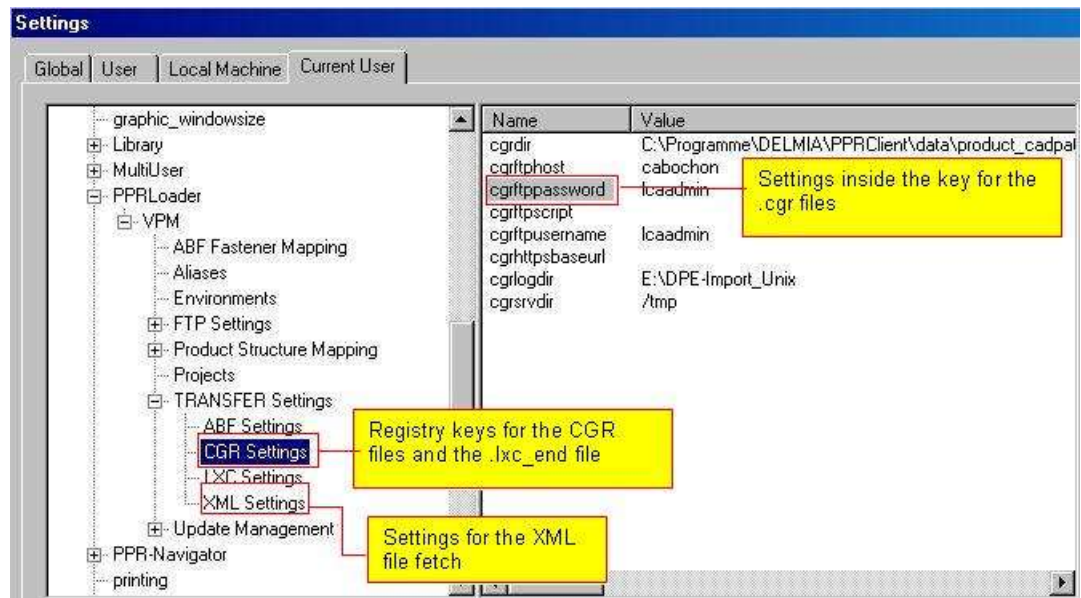 Settings
Global User Local Machine Current User
graphic_windowsize
Library
MultiUser
PPRLoader
VPM
ABF Fastener Mapping
Aliases
Environments
FTP Settings
Product Structure Mapping
Projects
TRANSFER Settings
ABF Settings
CGR Settings
LXC Settings
XML Settings
Update Management
PPR-Navigator
printing
Name Value
cgrdir C:\Programme\DELMIA\PPRClient\data\product_cadpat
cgrftphost cabochon
cgrftppassword lcaadmin
cgrftpscript
cgrftpusername lcaadmin
cgrhttpsbaseurl
cgrlogdir E:\DPE-Import_Unix
cgrsrvdir /tmp
Settings inside the key for the
.cgr files
Registry keys for the CGR
files and the .lxc_end file
Settings for the XML
file fetch